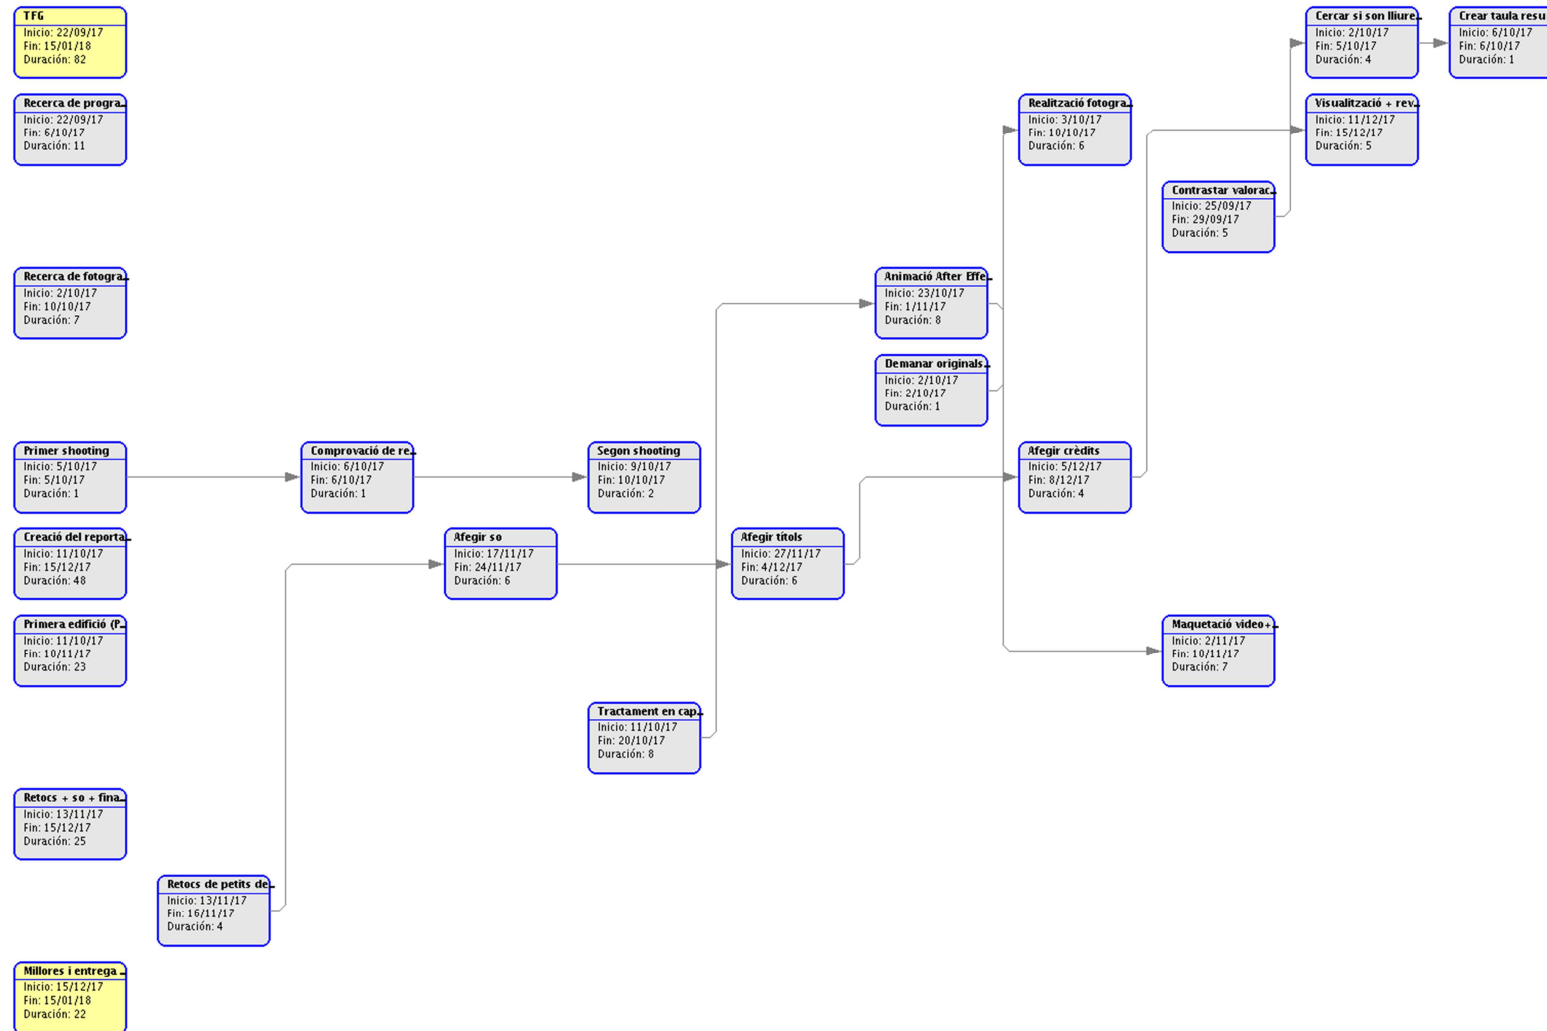 TFG
Inicio: 22/09/17
Fin: 15/01/18
Duración: 82
Cercar si son lliure...
Inicio: 2/10/17
Fin: 5/10/17
Duración: 4
Crear taula resu
Inicio: 6/10/17
Fin: 6/10/17
Duración: 1
Recerca de progra...
Inicio: 22/09/17
Fin: 6/10/17
Duración: 11
Realització fotogra...
Inicio: 3/10/17
Fin: 10/10/17
Duración: 6
Visualització + rev...
Inicio: 11/12/17
Fin: 15/12/17
Duración: 5
Contrastar valorac...
Inicio: 25/09/17
Fin: 29/09/17
Duración: 5
Recerca de fotogra...
Inicio: 2/10/17
Fin: 10/10/17
Duración: 7
Animació After Effe...
Inicio: 23/10/17
Fin: 1/11/17
Duración: 8
Demanar originals...
Inicio: 2/10/17
Fin: 2/10/17
Duración: 1
Primer shooting
Inicio: 5/10/17
Fin: 5/10/17
Duración: 1
Comprovació de re...
Inicio: 6/10/17
Fin: 6/10/17
Duración: 1
Segon shooting
Inicio: 9/10/17
Fin: 10/10/17
Duración: 2
Afegir crèdits
Inicio: 5/12/17
Fin: 8/12/17
Duración: 4
Creació del reporta...
Inicio: 11/10/17
Fin: 15/12/17
Duración: 48
Afegir so
Inicio: 17/11/17
Fin: 24/11/17
Duración: 6
Afegir títols
Inicio: 27/11/17
Fin: 4/12/17
Duración: 6
Primera edifició (P...
Inicio: 11/10/17
Fin: 10/11/17
Duración: 23
Maquetació video+...
Inicio: 2/11/17
Fin: 10/11/17
Duración: 7
Tractament en cap...
Inicio: 11/10/17
Fin: 20/10/17
Duración: 8
Retocs + so + fina...
Inicio: 13/11/17
Fin: 15/12/17
Duración: 25
Retocs de petits de...
Inicio: 13/11/17
Fin: 16/11/17
Duración: 4
Millores i entrega ...
Inicio: 15/12/17
Fin: 15/01/18
Duración: 22